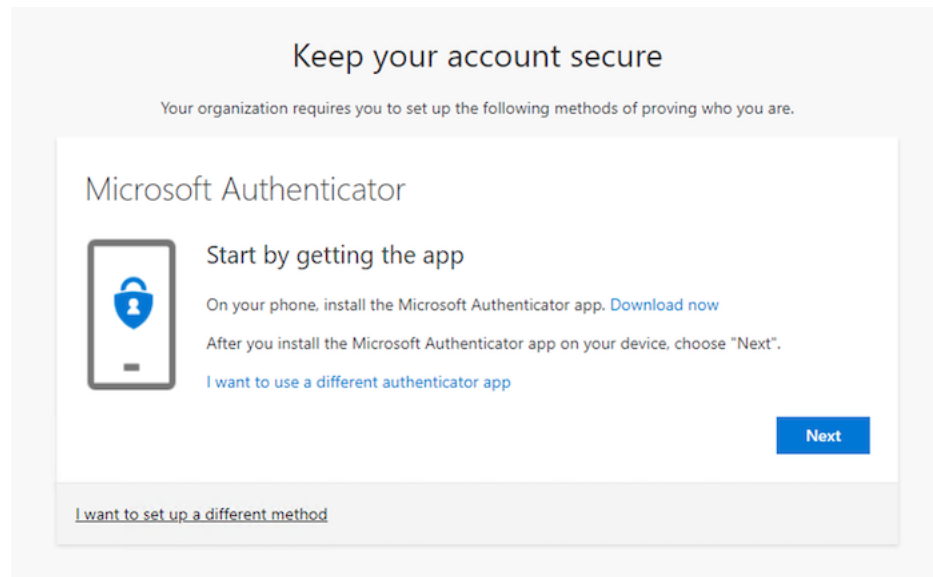 Keep your account secure
Your organization requires you to set up the following methods of proving who you are.
Microsoft Authenticator
Start by getting the app
On your phone, install the Microsoft Authenticator app. Download now
After you install the Microsoft Authenticator app on your device, choose "Next".
I want to use a different authenticator app
Next
I want to set up a different method